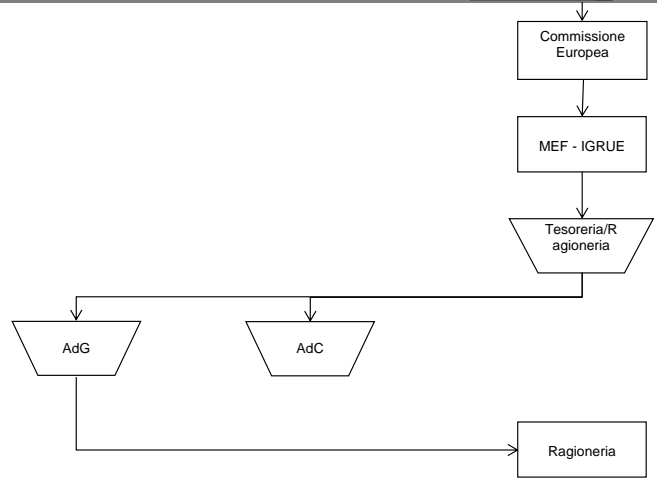 Commissione
Europea
MEF - IGRUE
Tesoreria/R
agioneria
AdG
AdC
Ragioneria